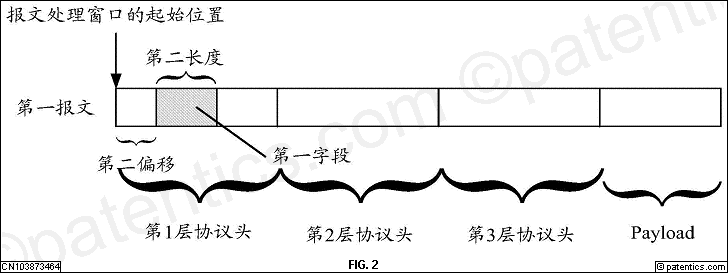 报文处理窗口的起始位置
第二长度
第一报文
第二偏移
第一字段
第1层协议头
第2层协议头
第3层协议头
Payload
CN103873464
FIG. 2
© patentics.com
©patentics.com ©patentics.com